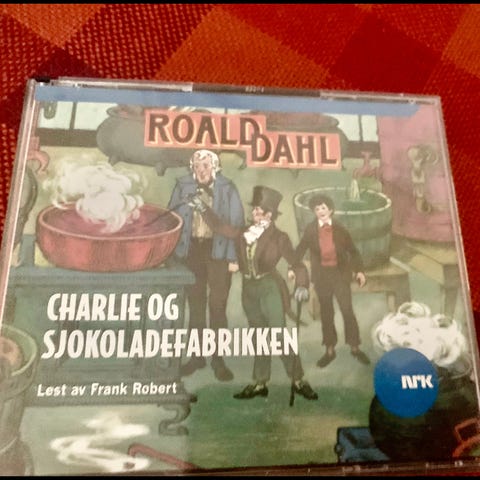 ROALD DAHL
CHARLIE OG
SJOKOLADEFABRIKKEN
Lest av Frank Robert
NRK